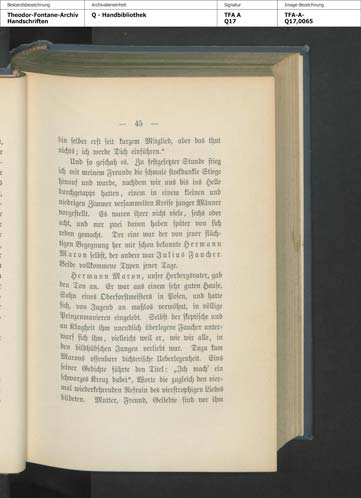 Bestandsbezeichnung
Theodor-Fontane-Archiv
Handschriften
Archivalieneinheit
Q - Handbibliothek
Signatur
TFA A
Q17
Image Bezeichnung
TFA-A-
Q17,0065
— 45 —
bin selber erst seit kurzem Mitglied, aber das thut
nichts; ich werde Dich einführen.“
Und so geschah es. Zu festgesetzter Stunde stieg
ich mit meinem Freunde die schmale stockdunkle Stiege
hinauf und wurde, nachdem wir uns bis ins Helle
durchgetappt hatten, einem in einem kleinen und
niedrigen Zimmer versammelten Kreise junger Männer
vorgestellt. Es waren ihrer nicht viele, sechs oder
acht, und nur zwei davon haben später von sich
reden gemacht. Der eine war der von jener flüch-
tigen Begegnung her mir schon bekannte Hermann
Maron selbst, der andere war Julius Faucher.
Beide vollkommene Typen jener Tage.
Hermann Maron, unser Herbergsvater, gab
den Ton an. Er war aus einem sehr guten Hause,
Sohn eines Oberforstmeisters in Posen, und hatte
sich, von Jugend an maßlos verwöhnt, in völlige
Prinzenmanieren eingelebt. Selbst der skeptische und
an Klugheit ihm unendlich überlegene Faucher unter-
warf sich ihm, vielleicht weil er, wie wir alle, in
den bildhübschen Jungen verliebt war. Dazu kam
Marons offenbare dichterische Ueberlegenheit. Eins
seiner Gedichte führte den Titel: „Ich mach' ein
schwarzes Kreuz dabei“, Worte die zugleich den vier-
mal wiederkehrenden Refrain des vierstrophigen Liedes
bildeten. Mutter, Freund, Geliebte sind vor ihm